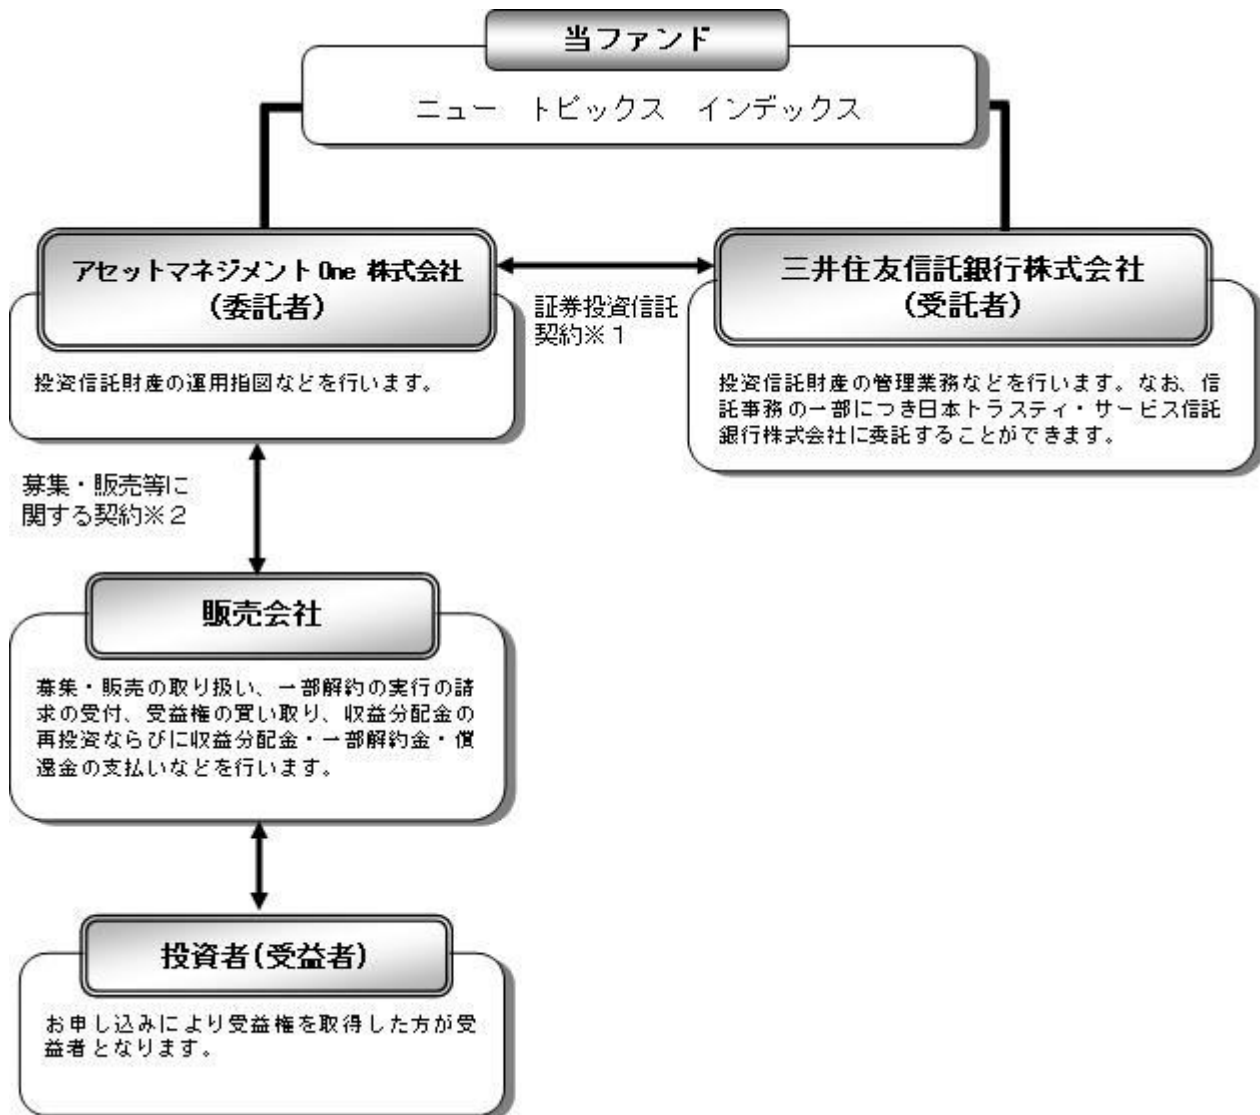 当ファンド
ニュー　トピックス　インデックス
アセットマネジメントOne 株式会社
(委託者)
投資信託財産の運用指図などを行います。
証券投資信託
契約※１
三井住友信託銀行株式会社
(受託者)
投資信託財産の管理業務などを行います。なお、信
託事務の一部につき日本トラスティ・サービス信託
銀行株式会社に委託することができます。
募集・販売等に
関する契約※２
販売会社
募集・販売の取り扱い、一部解約の実行の請
求の受付、受益権の買い取り、収益分配金の
再投資ならびに収益分配金・一部解約金・償
還金の支払いなどを行います。
投資者(受益者)
お申し込みにより受益権を取得した方が受
益者となります。